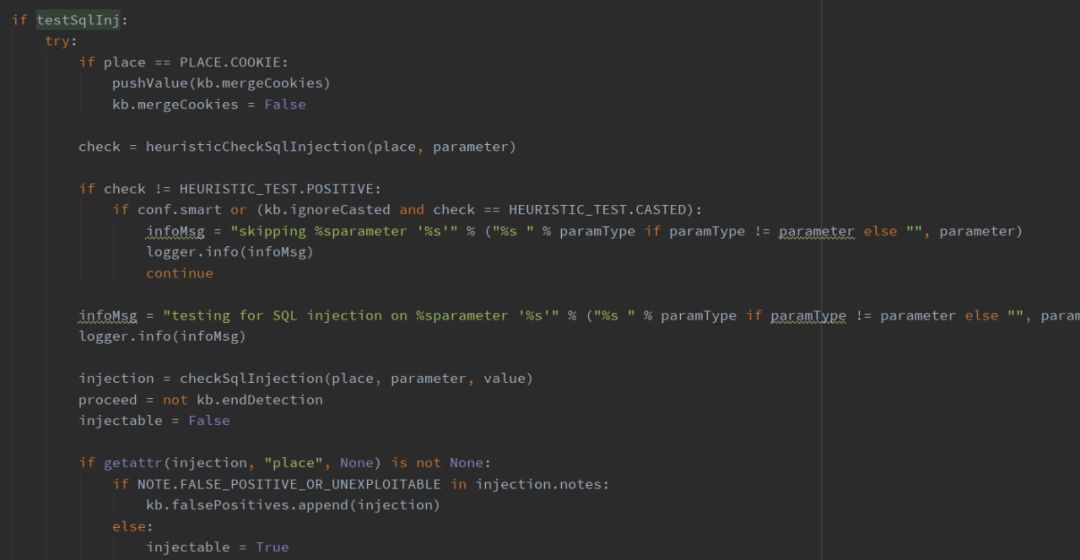 if testSqlInj:
    try:
        if place == PLACE.COOKIE:
            pushValue(kb.mergeCookies)
            kb.mergeCookies = False

        check = heuristicCheckSqlInjection(place, parameter)

        if check != HEURISTIC_TEST.POSITIVE:
            if conf.smart or (kb.ignoreCasted and check == HEURISTIC_TEST.CASTED):
                infoMsg = "skipping %sparameter '%s'" % ("%s " % paramType if paramType != parameter else "", parameter)
                logger.info(infoMsg)
                continue

        infoMsg = "testing for SQL injection on %sparameter '%s'" % ("%s " % paramType if paramType != parameter else "", param
        logger.info(infoMsg)

        injection = checkSqlInjection(place, parameter, value)
        proceed = not kb.endDetection
        injectable = False

        if getattr(injection, "place", None) is not None:
            if NOTE.FALSE_POSITIVE_OR_UNEXPLOITABLE in injection.notes:
                kb.falsePositives.append(injection)
            else:
                injectable = True